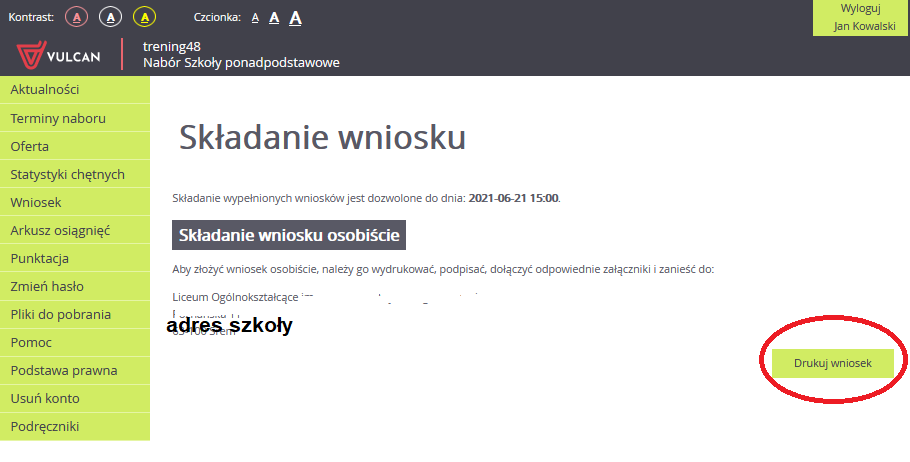 Kontrast: A A A Czcionka: A A A
Wyloguj
Jan Kowalski
VULCAN
trening48
Nabór Szkoły ponadpodstawowe
Aktualności
Terminy naboru
Oferta
Statystyki chętnych
Wniosek
Arkusz osiągnięć
Punktacja
Zmień hasło
Pliki do pobrania
Pomoc
Podstawa prawna
Usuń konto
Podręczniki
Składanie wniosku
Składanie wypełnionych wniosków jest dozwolone do dnia: 2021-06-21 15:00.
Składanie wniosku osobiście
Aby złożyć wniosek osobiście, należy go wydrukować, podpisać, dołączyć odpowiednie załączniki i zanieść do:
Liceum Ogólnokształcące
adres szkoły
Drukuj wniosek